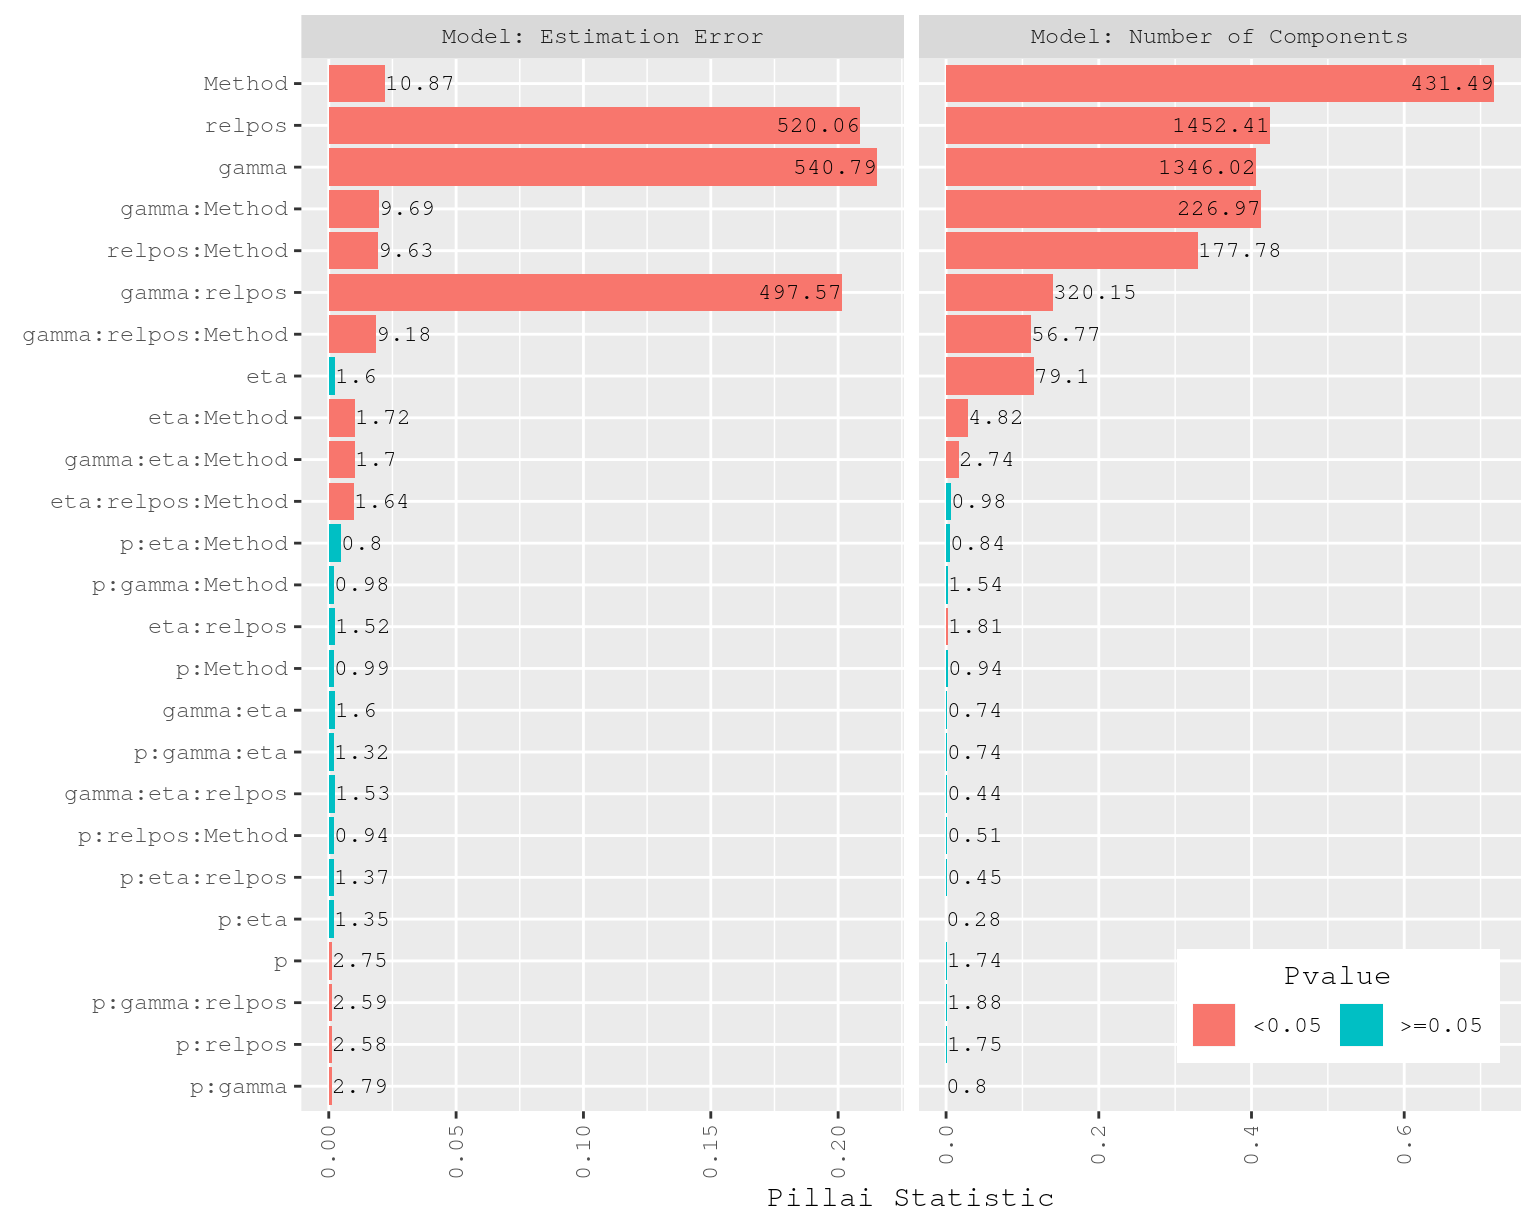 Model: Estimation Error Model: Number of Components
Method 10.87 431.49
relpos 520.06 1452.41
gamma 540.79 1346.02
gamma:Method 9.69 226.97
relpos:Method 9.63 177.78
gamma:relpos 497.57 320.15
gamma:relpos:Method 9.18 56.77
eta 1.6 79.1
eta:Method 1.72 4.82
gamma:eta:Method 1.7 2.74
eta:relpos:Method 1.64 0.98
p:eta:Method 0.8 0.84
p:gamma:Method 0.98 1.54
eta:relpos 1.52 1.81
p:Method 0.99 0.94
gamma:eta 1.6 0.74
p:gamma:eta 1.32 0.74
gamma:eta:relpos 1.53 0.44
p:relpos:Method 0.94 0.51
p:eta:relpos 1.37 0.45
p:eta 1.35 0.28
p 2.75 1.74
p:gamma:relpos 2.59 1.88
p:relpos 2.58 1.75
p:gamma 2.79 0.8
Pvalue
<0.05 >=0.05
0.00 0.05 0.10 0.15 0.20 0.0 0.2 0.4 0.6
Pillai Statistic